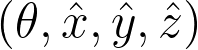 (θ, x̂, ŷ, ẑ)